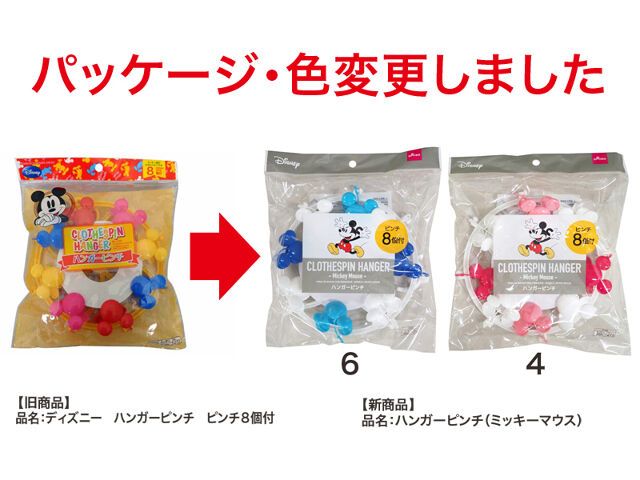 パッケージ・色変更しました
Disney
8
CLOTHESPIN
HANGER
ハンガーピンチ
Disney
ピンチ
8個付
CLOTHESPIN HANGER
- Mickey Mouse -
ハンガーピンチ
Disney
ピンチ
8個付
CLOTHESPIN HANGER
- Mickey Mouse -
ハンガーピンチ
6
4
【旧商品】
品名：ディズニー　ハンガーピンチ　ピンチ8個付
【新商品】
品名：ハンガーピンチ（ミッキーマウス）